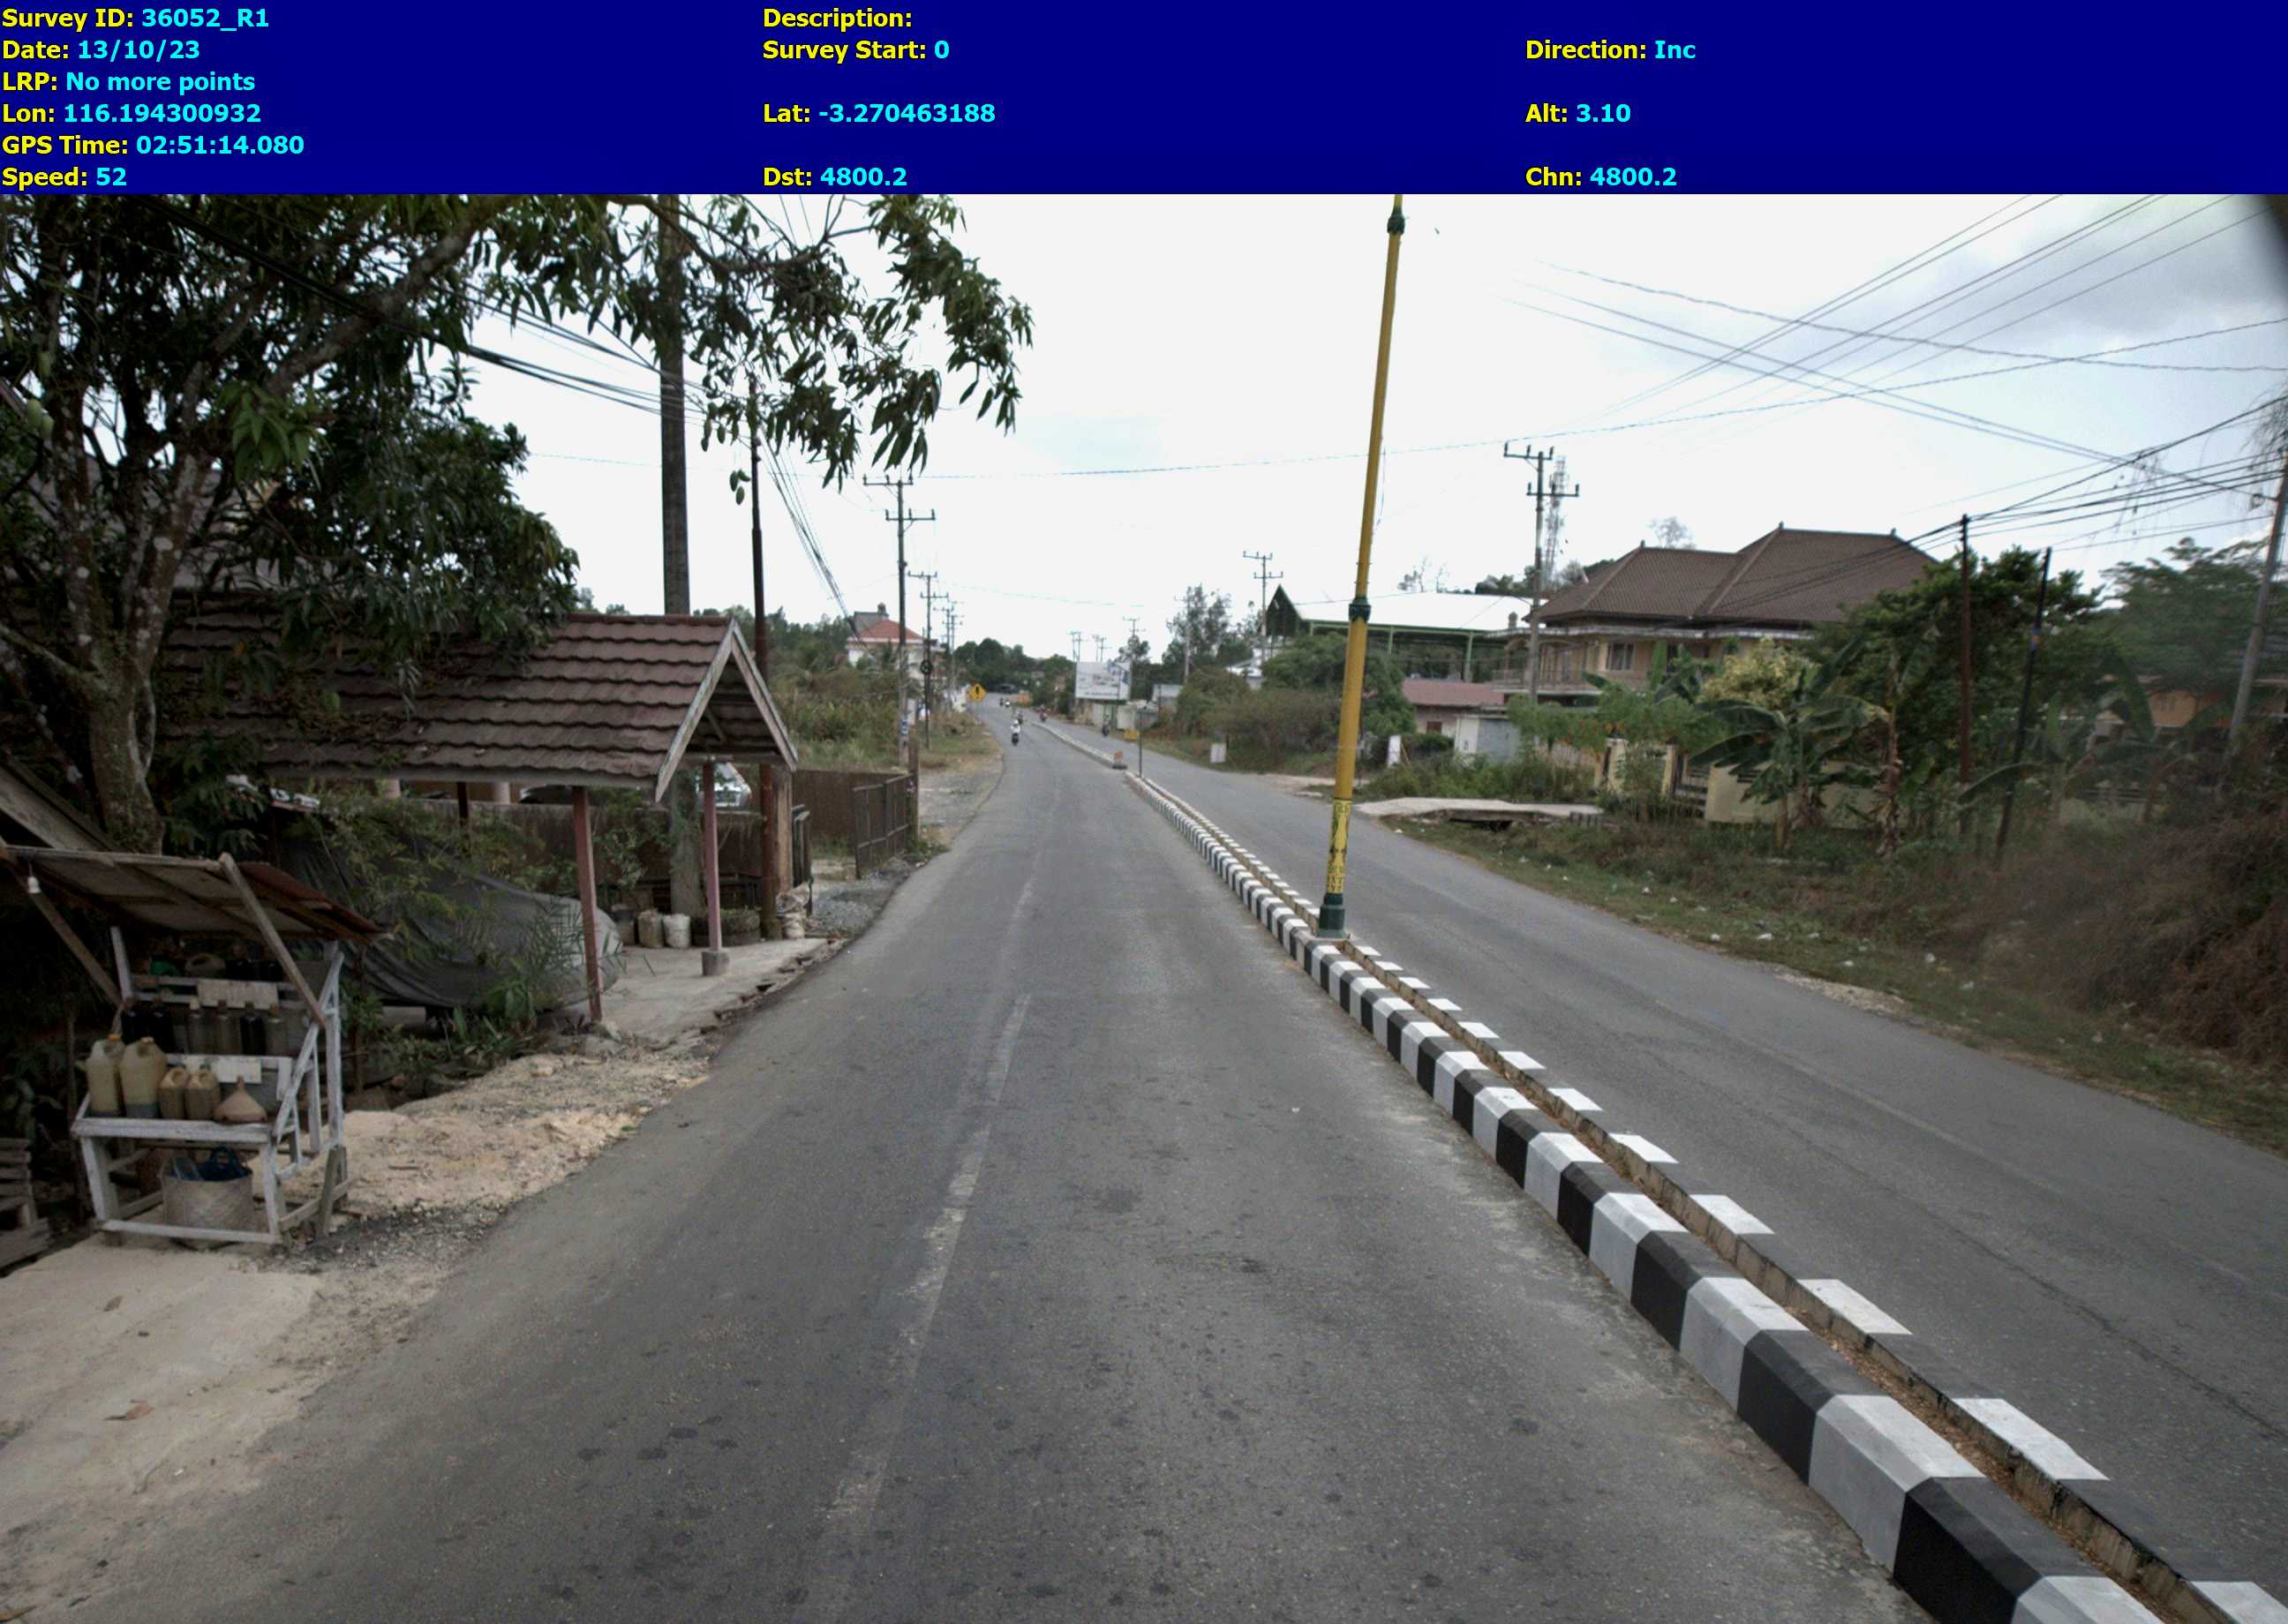 Survey ID: 36052_R1
Description:
Date: 13/10/23
Survey Start: 0
Direction: Inc
LRP: No more points
Lon: 116.194300932
Lat: -3.270463188
Alt: 3.10
GPS Time: 02:51:14.080
Speed: 52
Dst: 4800.2
Chn: 4800.2